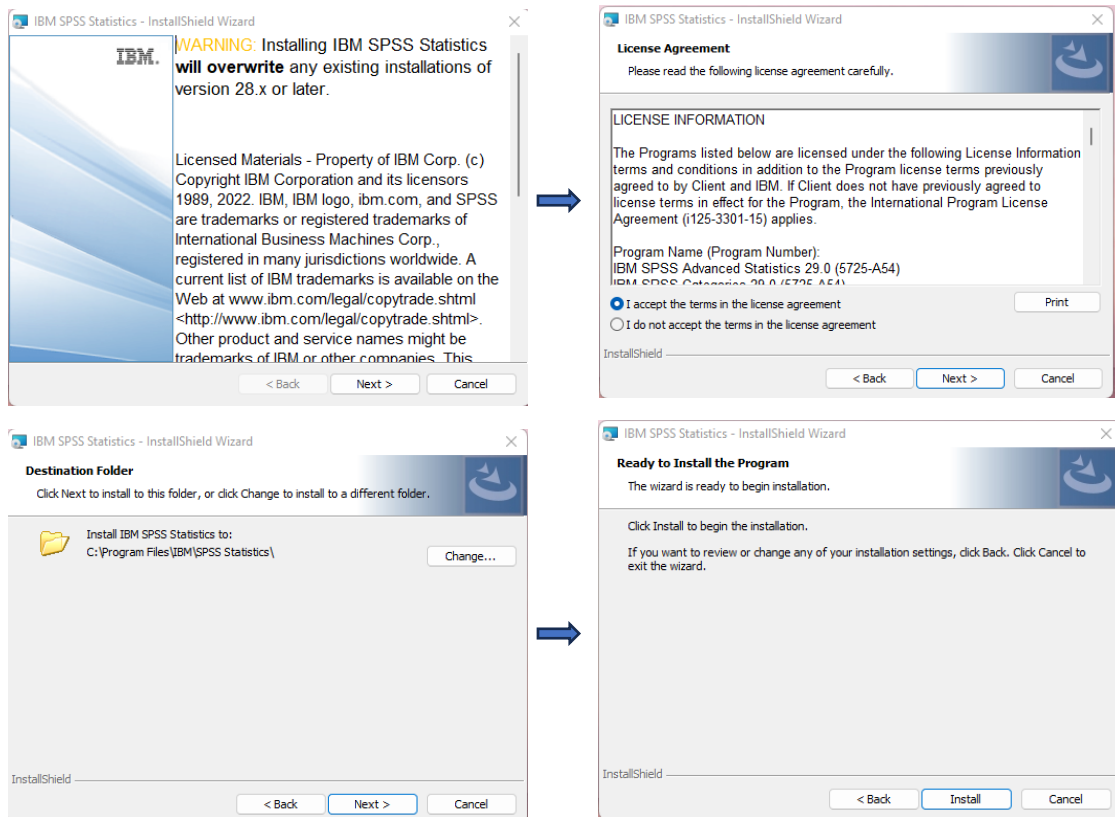 IBM SPSS Statistics - InstallShield Wizard
IBM.
WARNING: Installing IBM SPSS Statistics
will overwrite any existing installations of
version 28.x or later.
Licensed Materials - Property of IBM Corp. (c)
Copyright IBM Corporation and its licensors
1989, 2022. IBM, IBM logo, ibm.com, and SPSS
are trademarks or registered trademarks of
International Business Machines Corp.,
registered in many jurisdictions worldwide. A
current list of IBM trademarks is available on the
Web at www.ibm.com/legal/copytrade.shtml
<http://www.ibm.com/legal/copytrade.shtml>.
Other product and service names might be
trademarks of IBM or other companies. This
< Back
Next >
Cancel
IBM SPSS Statistics - InstallShield Wizard
License Agreement
Please read the following license agreement carefully.
LICENSE INFORMATION
The Programs listed below are licensed under the following License Information
terms and conditions in addition to the Program license terms previously
agreed to by Client and IBM. If Client does not have previously agreed to
license terms in effect for the Program, the International Program License
Agreement (i125-3301-15) applies.
Program Name (Program Number):
IBM SPSS Advanced Statistics 29.0 (5725-A54)
IBM SPSS Categories 29.0 (5725-A54)
I accept the terms in the license agreement
Print
I do not accept the terms in the license agreement
InstallShield
< Back
Next >
Cancel
IBM SPSS Statistics - InstallShield Wizard
Destination Folder
Click Next to install to this folder, or click Change to install to a different folder.
Install IBM SPSS Statistics to:
C:\Program Files\IBM\SPSS Statistics\
Change...
InstallShield
< Back
Next >
Cancel
IBM SPSS Statistics - InstallShield Wizard
Ready to Install the Program
The wizard is ready to begin installation.
Click Install to begin the installation.
If you want to review or change any of your installation settings, click Back. Click Cancel to
exit the wizard.
InstallShield
< Back
Install
Cancel